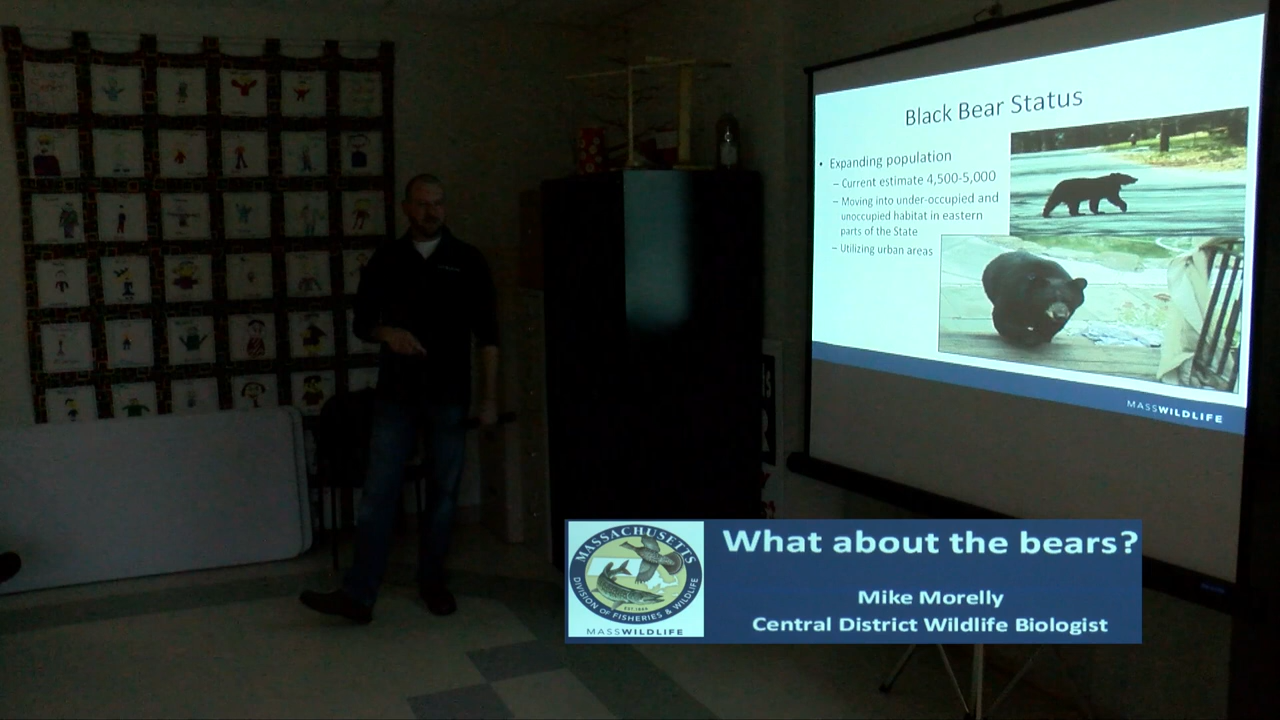 Black Bear Status
• Expanding population
– Current estimate 4,500-5,000
– Moving into under-occupied and
unoccupied habitat in eastern
parts of the State
– Utilizing urban areas
MASSWILDLIFE
MASSACHUSETTS
DIVISION OF FISHERIES & WILDLIFE
MASSWILDLIFE
What about the bears?
Mike Morelly
Central District Wildlife Biologist